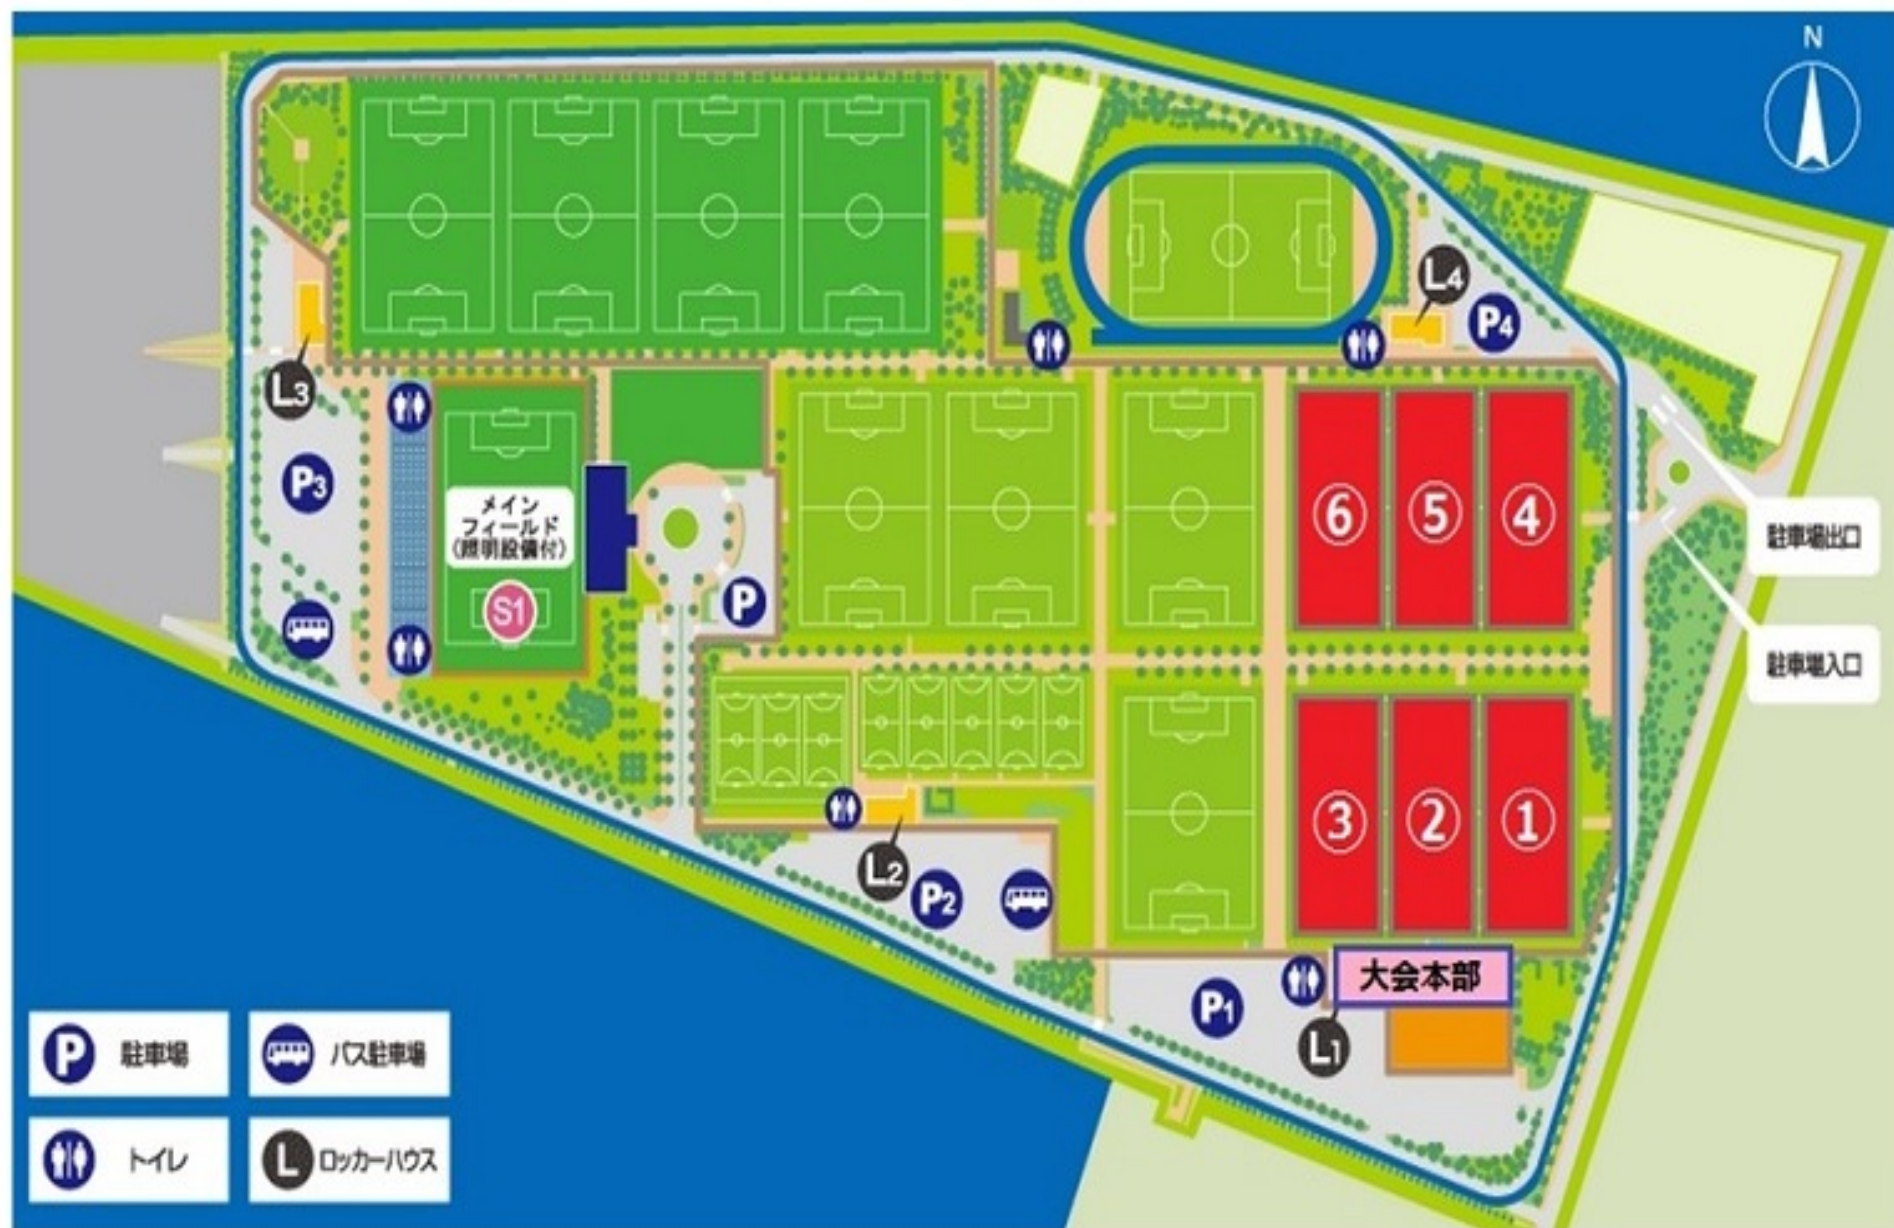 N
L4
P4
L3
P3
メイン
フィールド
(照明設備付)
S1
P
⑥
⑤
④
駐車場出口
駐車場入口
③
②
①
L2
P2
大会本部
P1
L1
P 駐車場
バス駐車場
トイレ
L ロッカーハウス